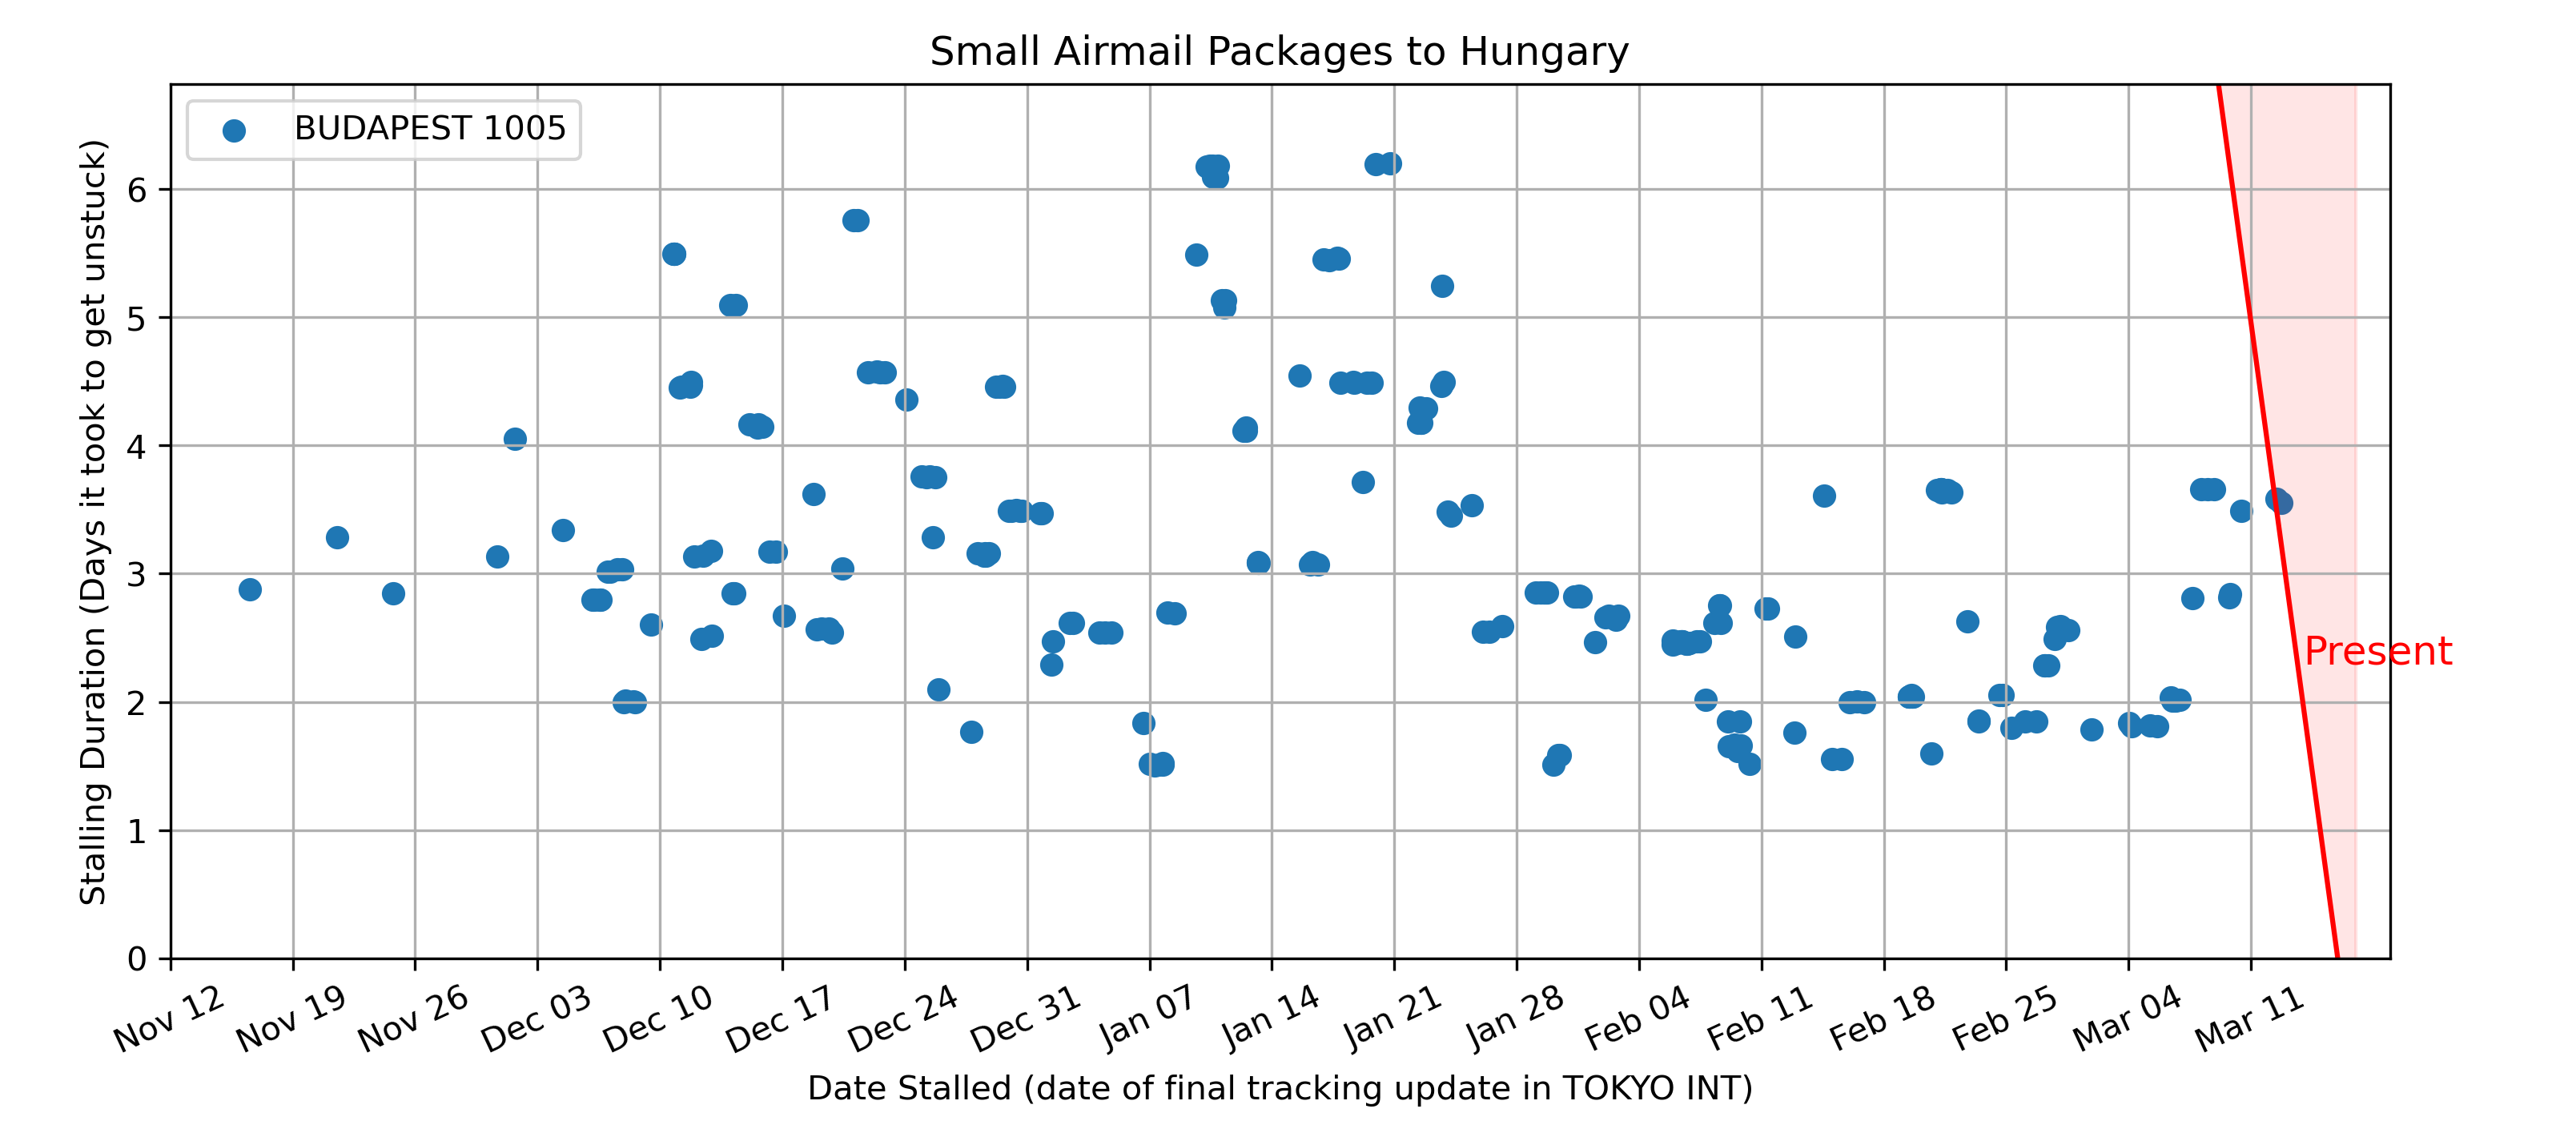 Small Airmail Packages to Hungary
BUDAPEST 1005
Stalling Duration (Days it took to get unstuck)
6
5
4
3
2
1
0
Present
Nov 12
Nov 19
Nov 26
Dec 03
Dec 10
Dec 17
Dec 24
Dec 31
Jan 07
Jan 14
Jan 21
Jan 28
Feb 04
Feb 11
Feb 18
Feb 25
Mar 04
Mar 11
Date Stalled (date of final tracking update in TOKYO INT)